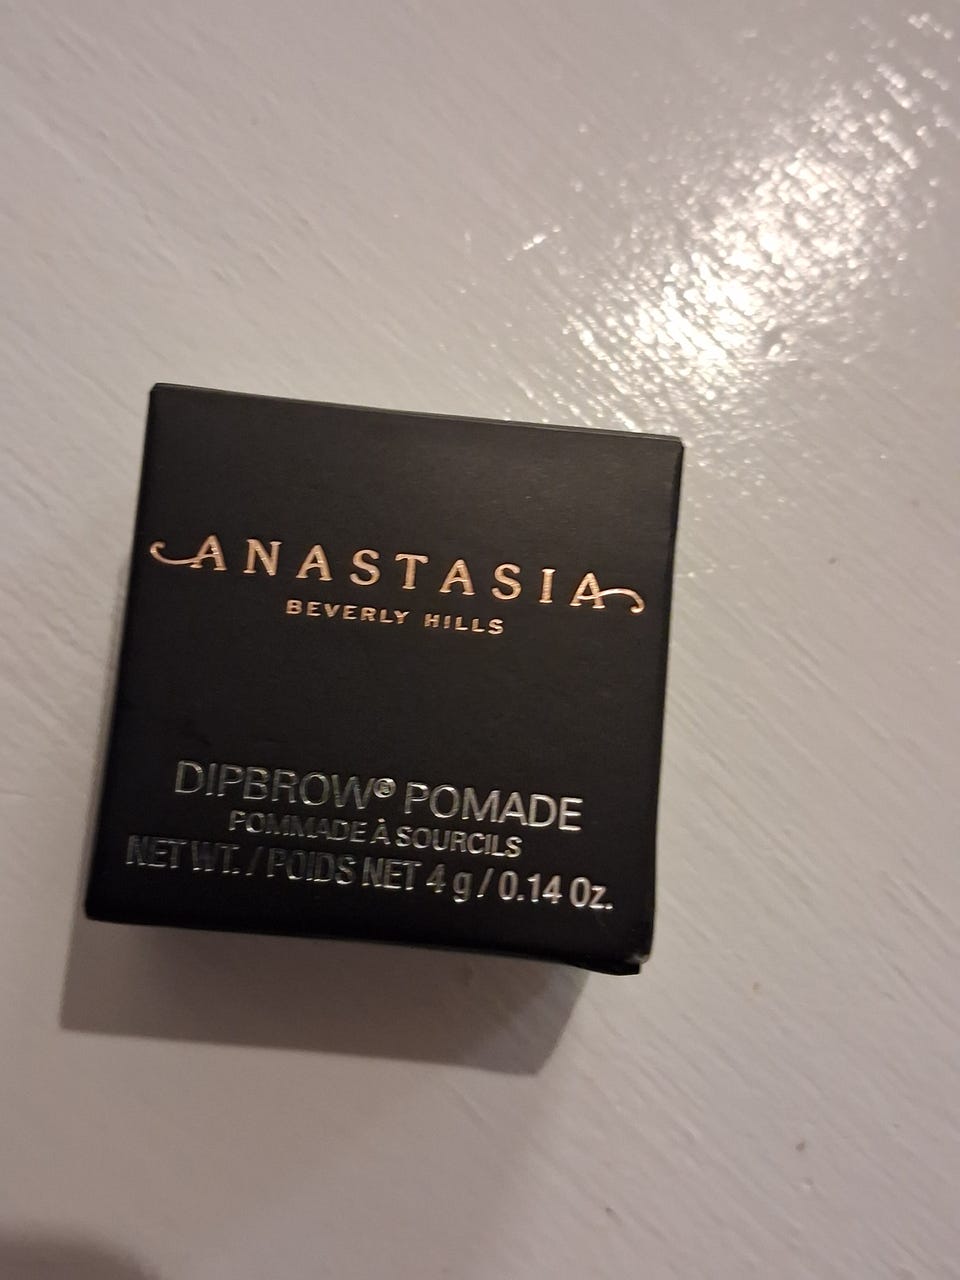 ANASTASIA
BEVERLY HILLS
DIPBROW® POMADE
POMMADE À SOURCILS
NET WT. / POIDS NET 4 g / 0.14 Oz.